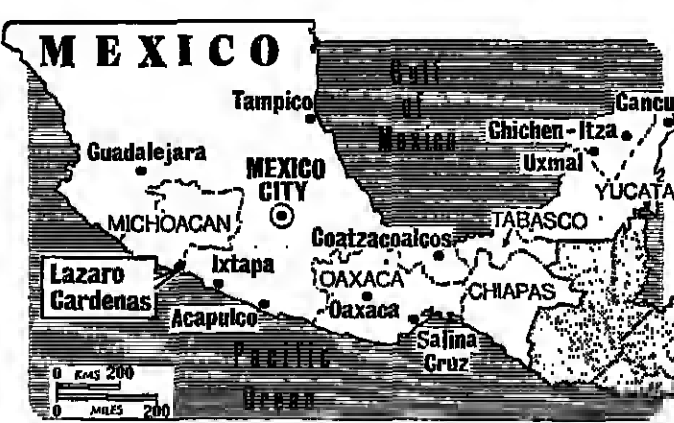 MEXICO
Gulf
of
Mexico
Tampico
Cancu
Chichen-Itza
Guadalejara
Uxmal
MEXICO
CITY
YUCATA
MICHOACAN
TABASCO
Coatzacoalcos
Lazaro
Cardenas
Ixtapa
OAXACA
CHIAPAS
Oaxaca
Acapulco
Salina
Cruz
Pacific
Ocean
0 KMS 200
0 MILES 200